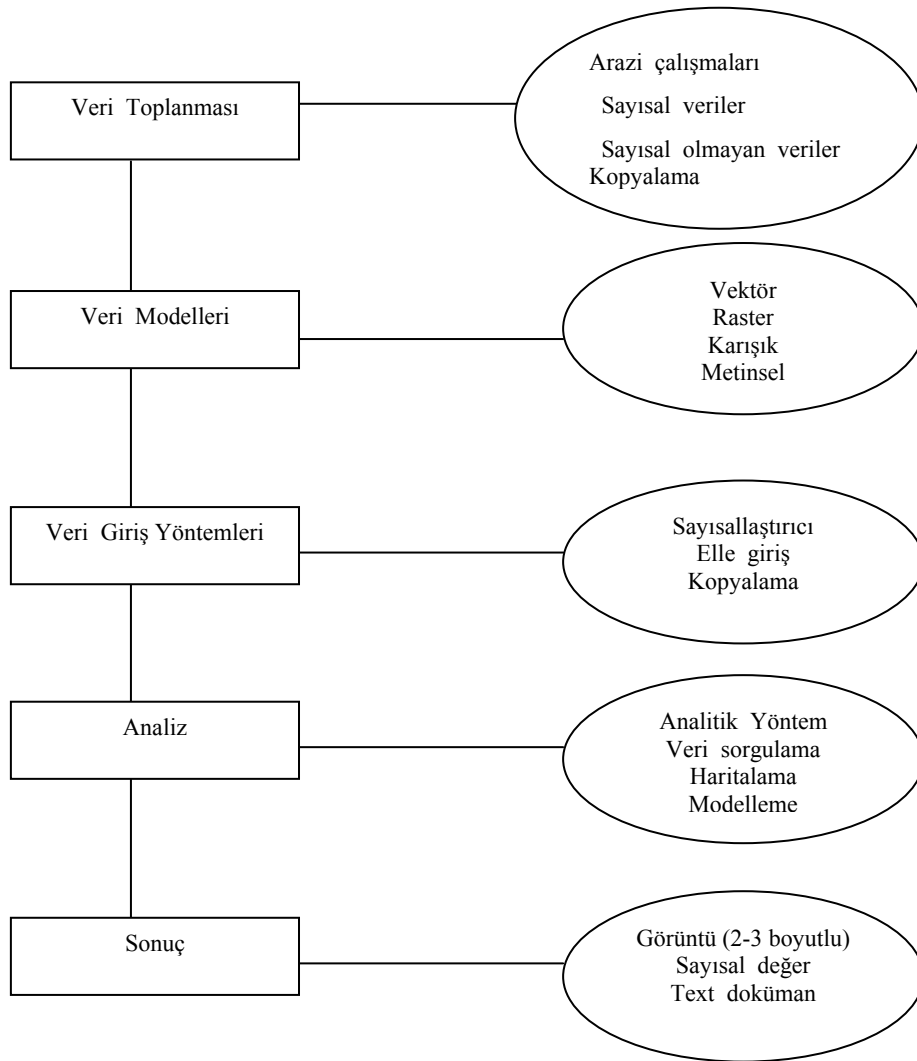 Veri Toplanması
Arazi çalışmaları
Sayısal veriler
Sayısal olmayan veriler
Kopyalama
Veri Modelleri
Vektör
Raster
Karışık
Metinsel
Veri Giriş Yöntemleri
Sayısallaştırıcı
Elle giriş
Kopyalama
Analiz
Analitik Yöntem
Veri sorgulama
Haritalama
Modelleme
Sonuç
Görüntü (2-3 boyutlu)
Sayısal değer
Text doküman